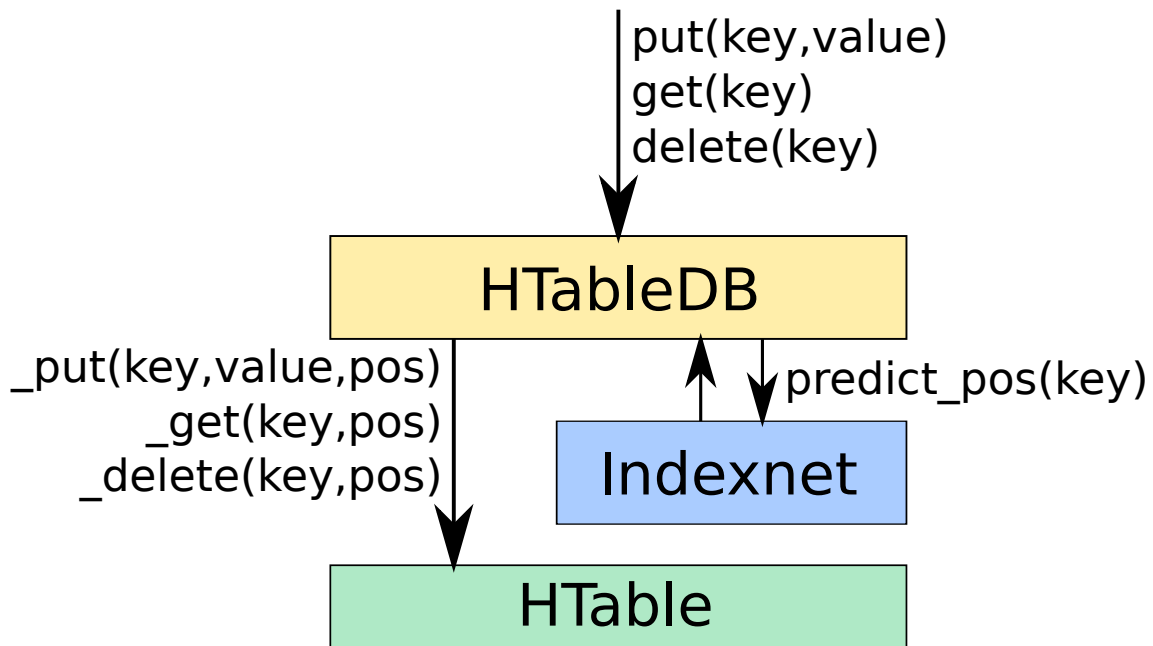 put(key,value)
get(key)
delete(key)
HTableDB
_put(key,value,pos)
_get(key,pos)
_delete(key,pos)
predict_pos(key)
Indexnet
HTable